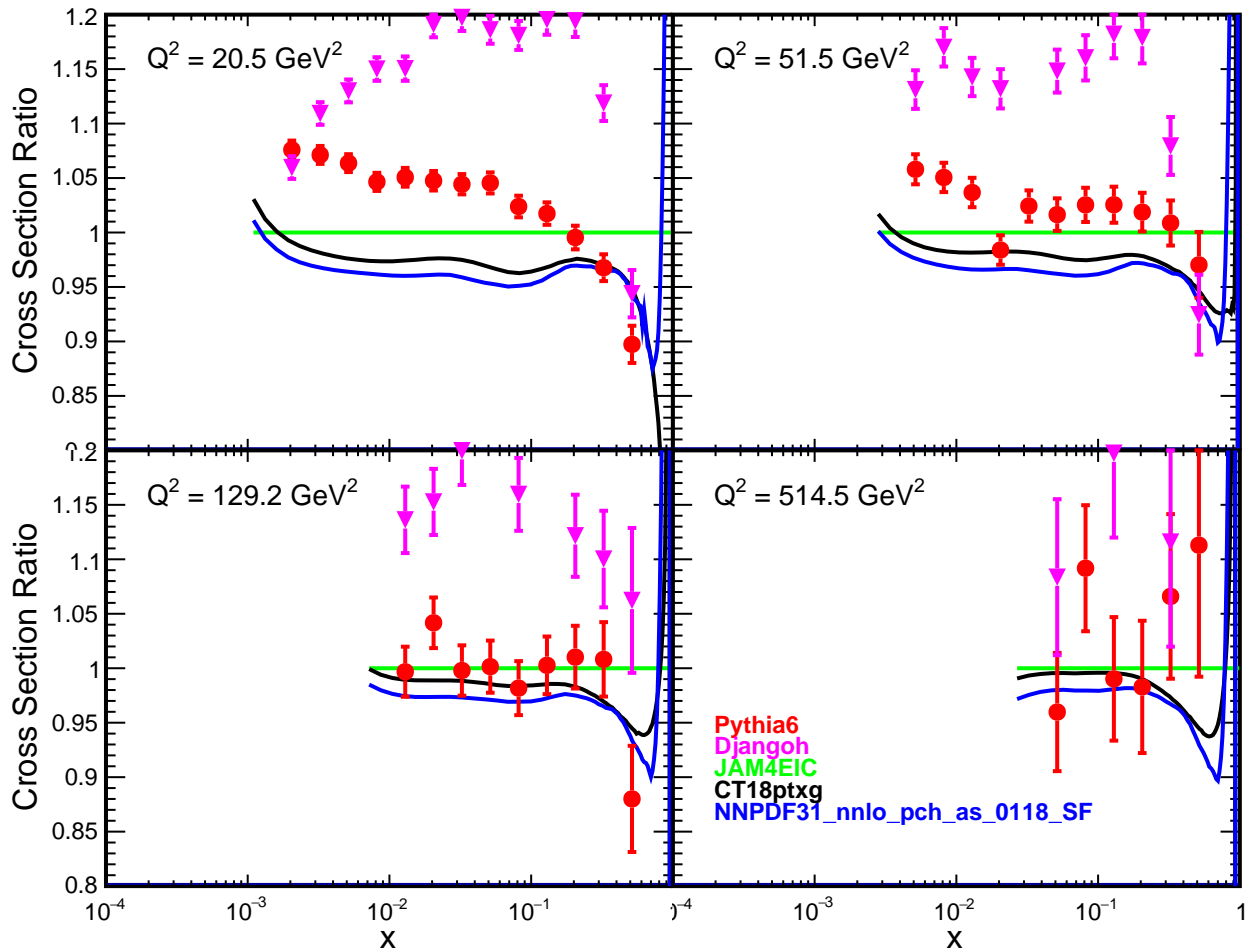 Cross Section Ratio
1.2
1.15
1.1
1.05
1
0.95
0.9
0.85
0.8
Q² = 20.5 GeV²
Q² = 51.5 GeV²
Cross Section Ratio
1.2
1.15
1.1
1.05
1
0.95
0.9
0.85
0.8
Q² = 129.2 GeV²
Q² = 514.5 GeV²
Pythia6
Djangoh
JAM4EIC
CT18ptxg
NNPDF31_nnlo_pch_as_0118_SF
10⁻⁴ 10⁻³ 10⁻² 10⁻¹
x
10⁻³ 10⁻² 10⁻¹ 1
x